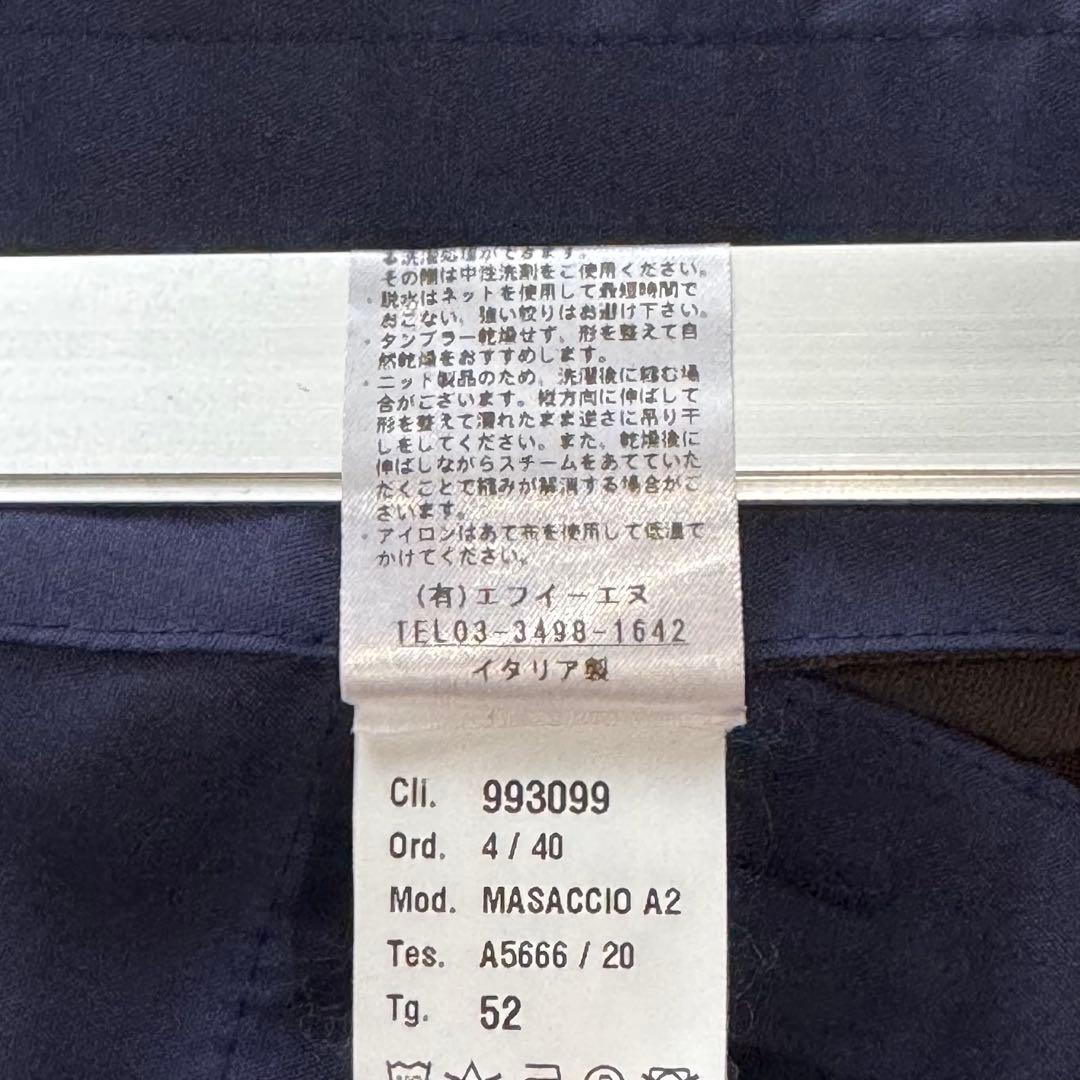 る洗濯処理ができます。
その際は中性洗剤をご使用ください。
・脱水はネットを使用して最短時間で
おこない、強い絞りはお避け下さい。
・タンブラー乾燥せず、形を整えて自
然乾燥をおすすめします。
・ニット製品のため、洗濯後に縮む場
合がございます。縦方向に伸ばして
形を整えて濡れたまま逆さに吊り干
しをしてください。また、乾燥後に
伸ばしながらスチームをあてていた
だくことで縮みが解消する場合がご
ざいます。
・アイロンはあて布を使用して低温で
かけてください。
(有)エフイーエヌ
TEL03-3498-1642
イタリア製
Cli. 993099
Ord. 4 / 40
Mod. MASACCIO A2
Tes. A5666 / 20
Tg. 52